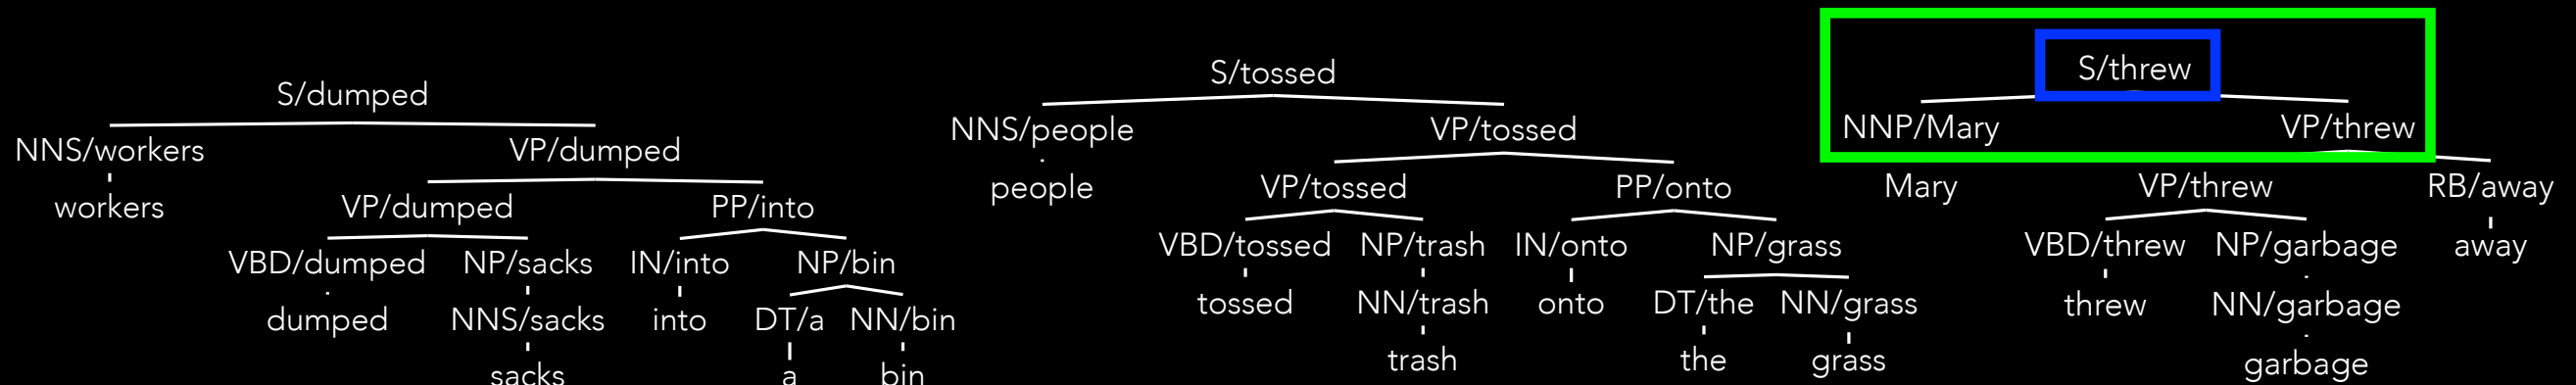 S/dumped
NNS/workers VP/dumped
workers VP/dumped PP/into
VBD/dumped NP/sacks IN/into NP/bin
dumped NNS/sacks into DT/a NN/bin
sacks a bin
S/tossed
NNS/people VP/tossed
people VP/tossed PP/onto
VBD/tossed NP/trash IN/onto NP/grass
tossed NN/trash onto DT/the NN/grass
trash the grass
S/threw
NNP/Mary VP/threw
Mary VP/threw RB/away
VBD/threw NP/garbage away
threw NN/garbage
garbage